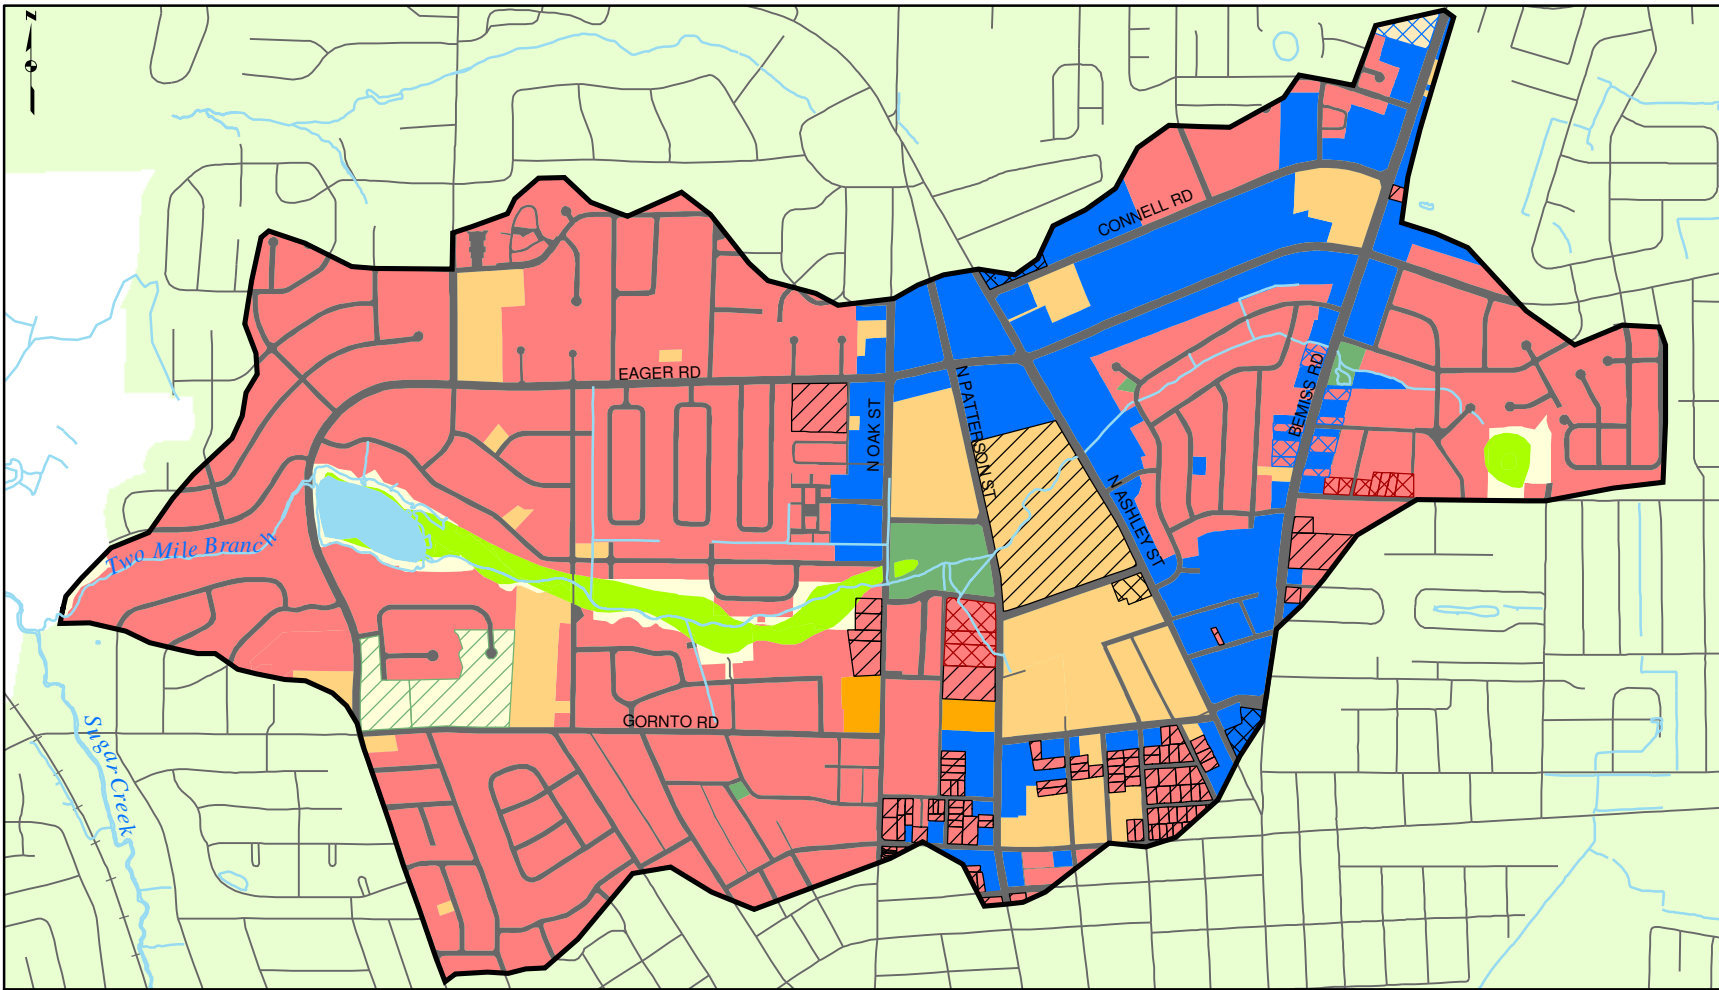 N
CONNELL RD
EAGER RD
N OAK ST
N PATTERSON ST
BEMISS RD
N ASHLEY ST
Two Mile Branch
GORNTO RD
Sugar Creek